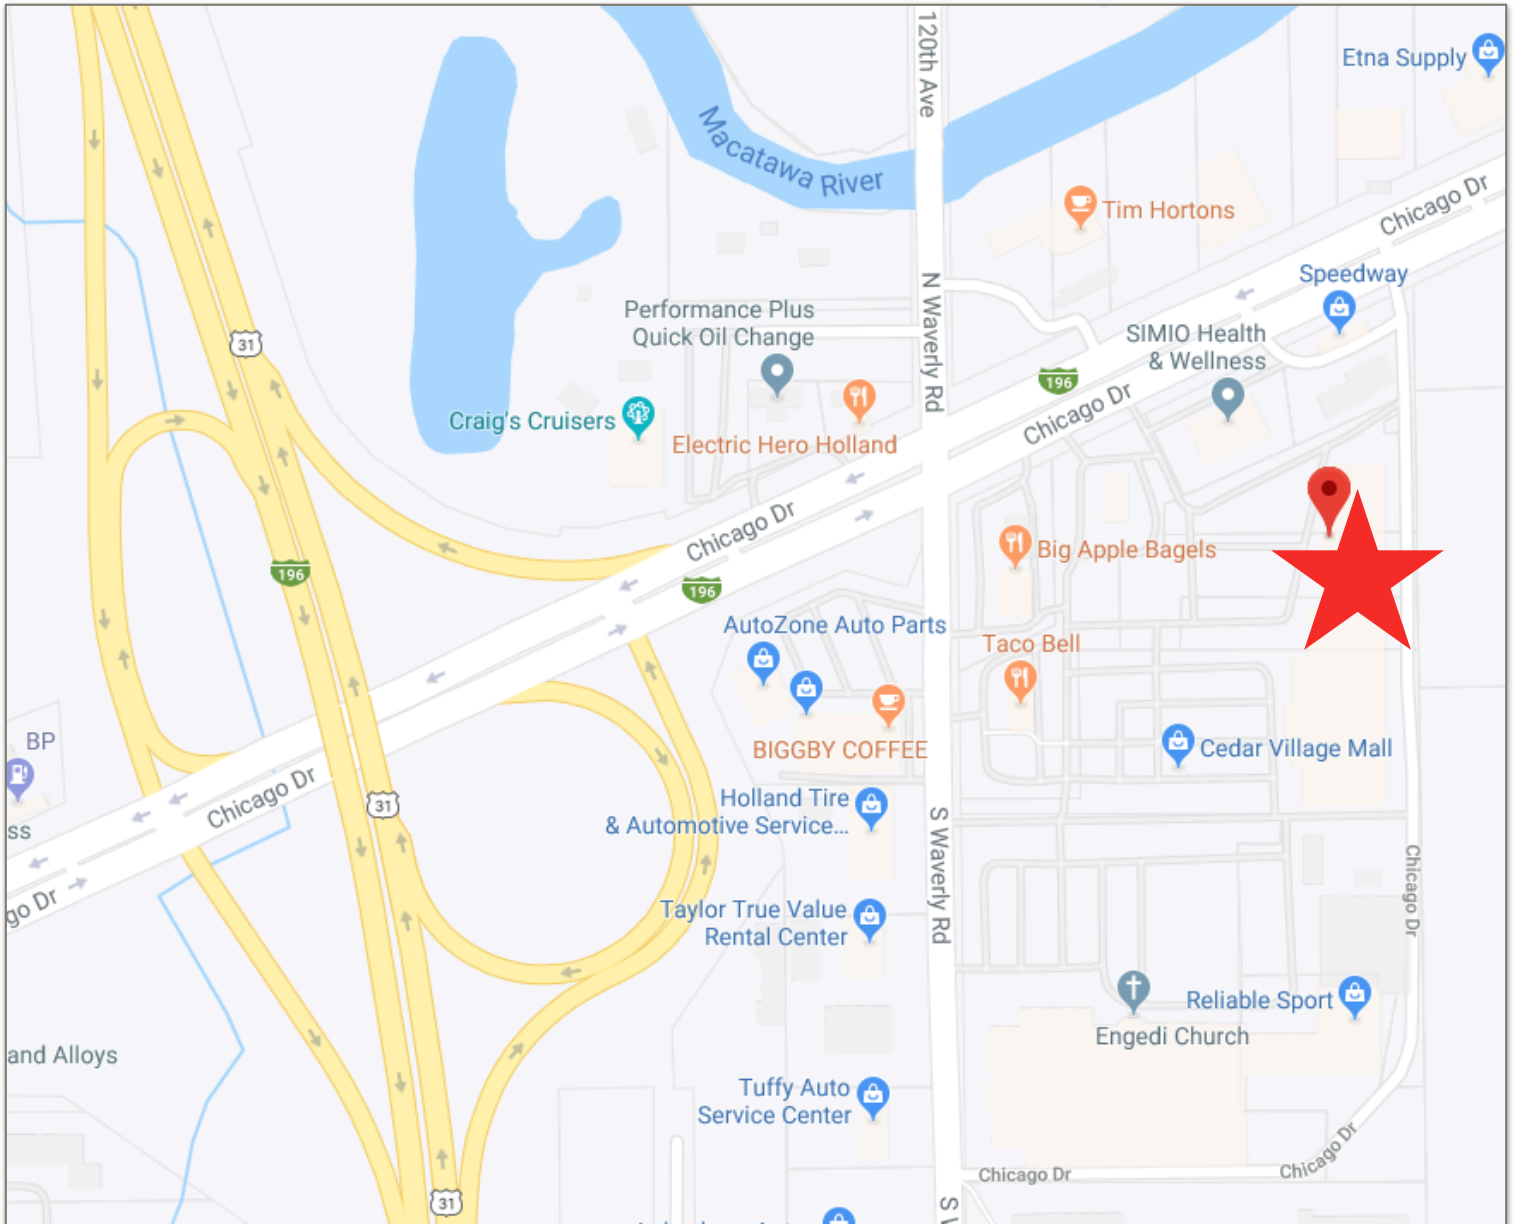 120th Ave
Etna Supply
Macatawa River
Chicago Dr
Tim Hortons
Speedway
N Waverly Rd
Performance Plus
Quick Oil Change
SIMIO Health
& Wellness
31
196
Chicago Dr
Craig's Cruisers
Electric Hero Holland
Chicago Dr
Big Apple Bagels
196
196
AutoZone Auto Parts
Taco Bell
BP
BIGGBY COFFEE
Cedar Village Mall
Chicago Dr
31
Holland Tire
& Automotive Service...
ss
S Waverly Rd
go Dr
Chicago Dr
Taylor True Value
Rental Center
Reliable Sport
Engedi Church
and Alloys
Tuffy Auto
Service Center
Chicago Dr
Chicago Dr
31